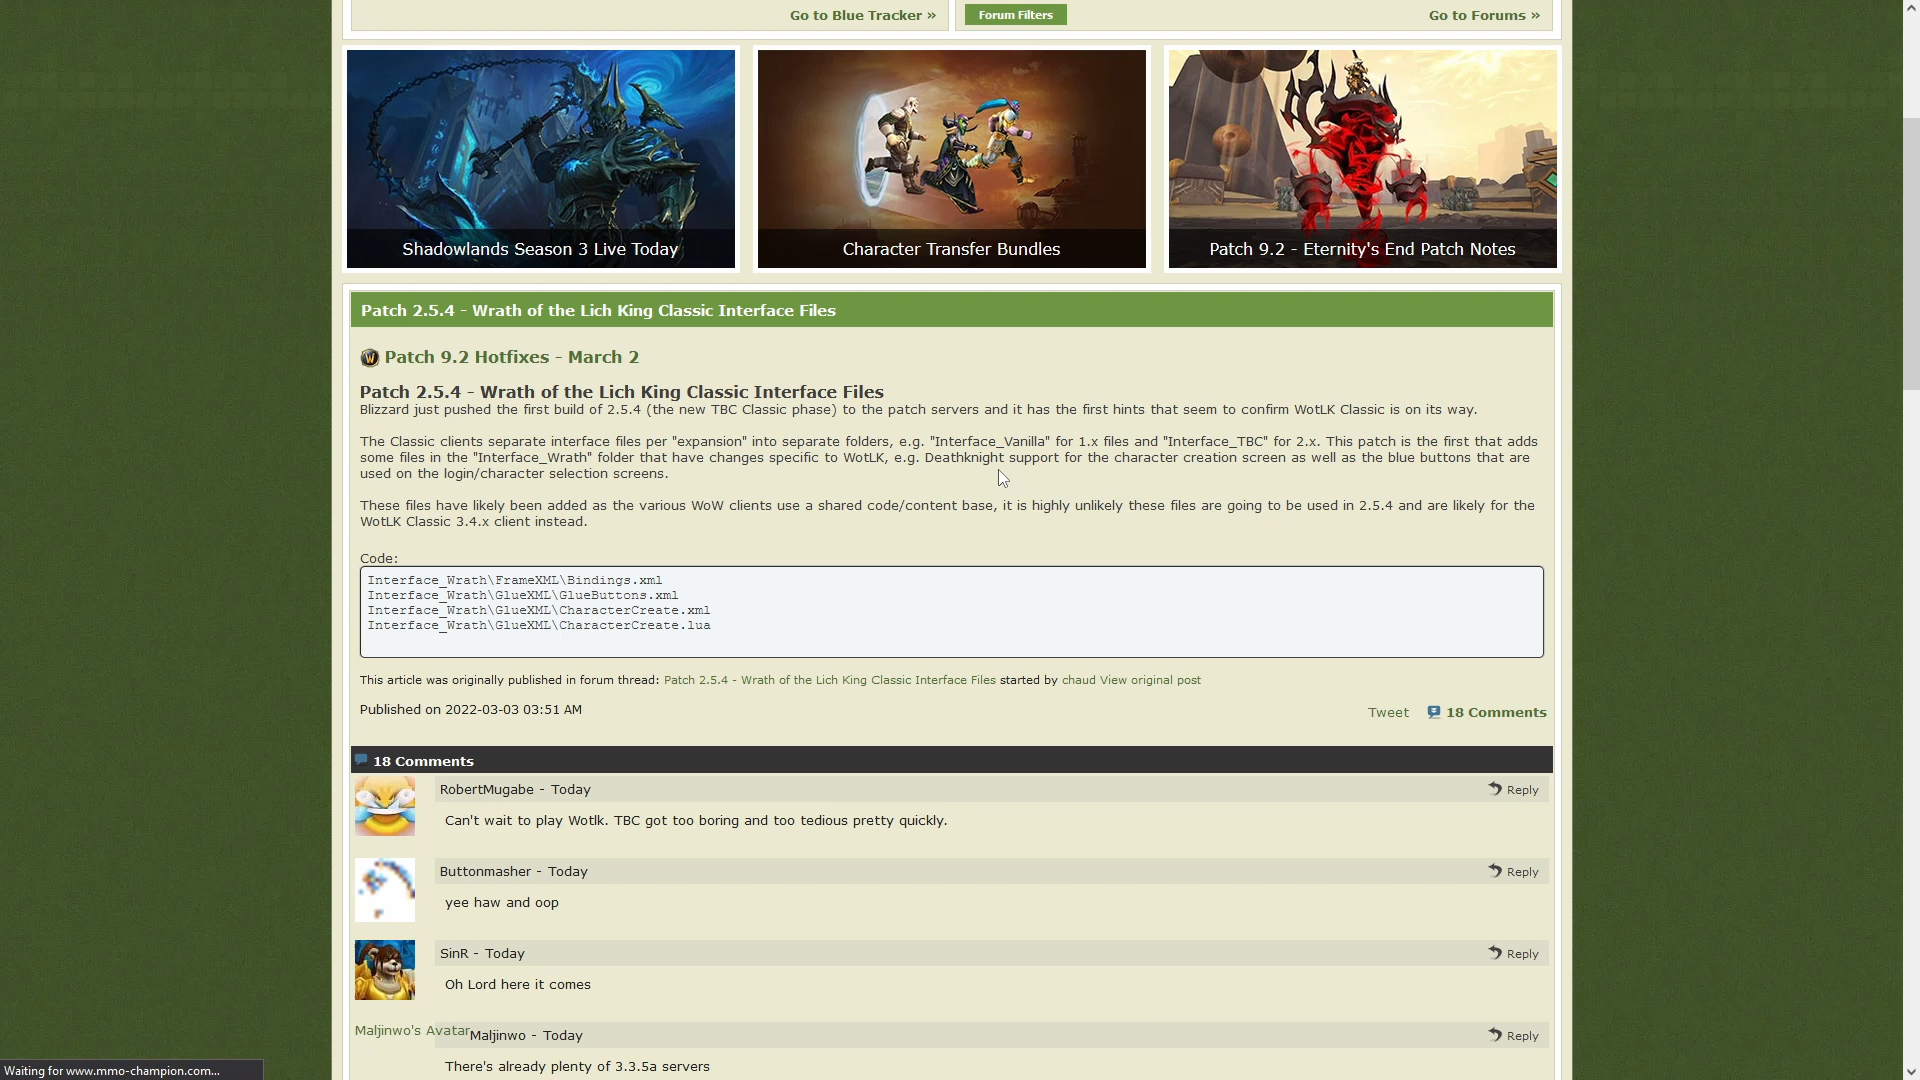 Go to Blue Tracker »
Forum Filters
Go to Forums »
Shadowlands Season 3 Live Today
Character Transfer Bundles
Patch 9.2 - Eternity's End Patch Notes
Patch 2.5.4 - Wrath of the Lich King Classic Interface Files
Patch 9.2 Hotfixes - March 2
Patch 2.5.4 - Wrath of the Lich King Classic Interface Files
Blizzard just pushed the first build of 2.5.4 (the new TBC Classic phase) to the patch servers and it has the first hints that seem to confirm WotLK Classic is on its way.
The Classic clients separate interface files per "expansion" into separate folders, e.g. "Interface_Vanilla" for 1.x files and "Interface_TBC" for 2.x. This patch is the first that adds
some files in the "Interface_Wrath" folder that have changes specific to WotLK, e.g. Deathknight support for the character creation screen as well as the blue buttons that are
used on the login/character selection screens.
These files have likely been added as the various WoW clients use a shared code/content base, it is highly unlikely these files are going to be used in 2.5.4 and are likely for the
WotLK Classic 3.4.x client instead.
Code:
Interface_Wrath\FrameXML\Bindings.xml
Interface_Wrath\GlueXML\GlueButtons.xml
Interface_Wrath\GlueXML\CharacterCreate.xml
Interface_Wrath\GlueXML\CharacterCreate.lua
This article was originally published in forum thread: Patch 2.5.4 - Wrath of the Lich King Classic Interface Files started by chaud View original post
Published on 2022-03-03 03:51 AM
Tweet
18 Comments
18 Comments
RobertMugabe - Today
Reply
Can't wait to play Wotlk. TBC got too boring and too tedious pretty quickly.
Buttonmasher - Today
Reply
yee haw and oop
SinR - Today
Reply
Oh Lord here it comes
Maljinwo's Avatar
Maljinwo - Today
Reply
There's already plenty of 3.3.5a servers
Waiting for www.mmo-champion.com...